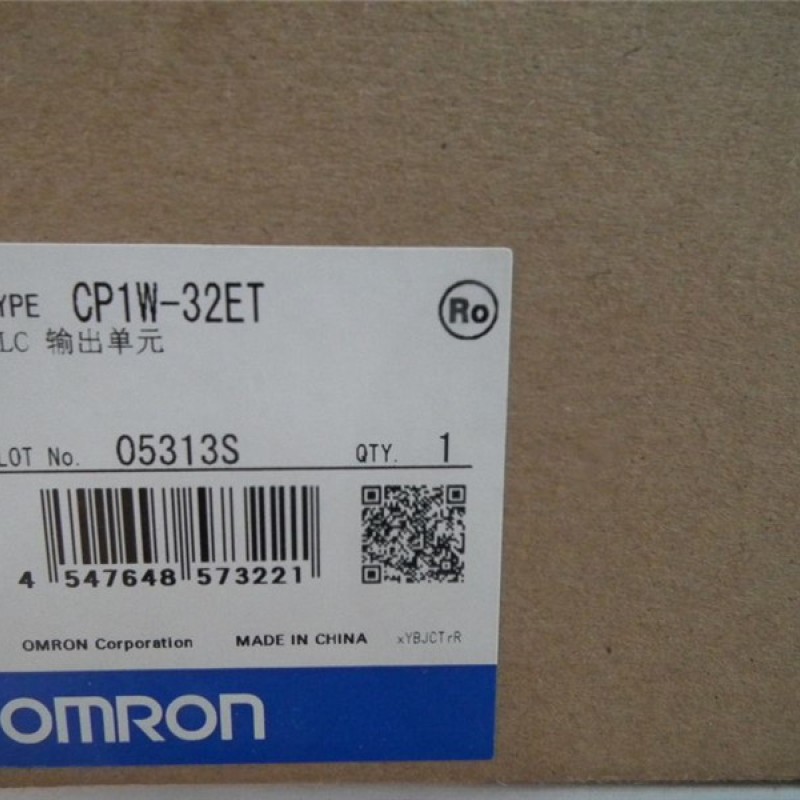 YPE CP1W-32ET
Ro
LC 输出单元
LOT No. 05313S QTY. 1
4 547648 573221
OMRON Corporation MADE IN CHINA xYBJCTrR
OMRON